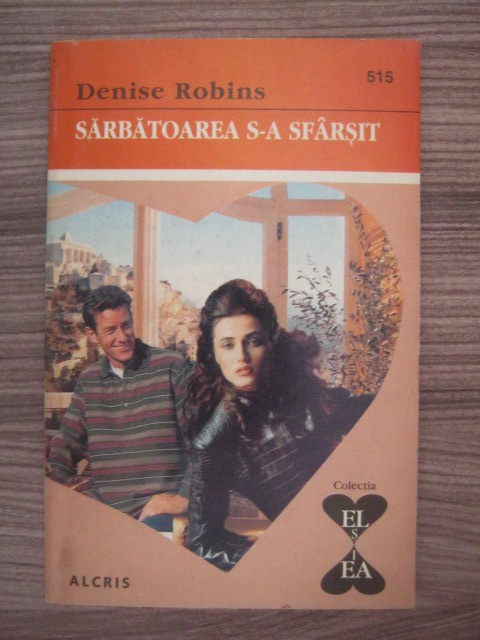 515
Denise Robins
SĂRBĂTOAREA S-A SFÂRȘIT
Colecția
EL
ȘI
EA
ALCRIS